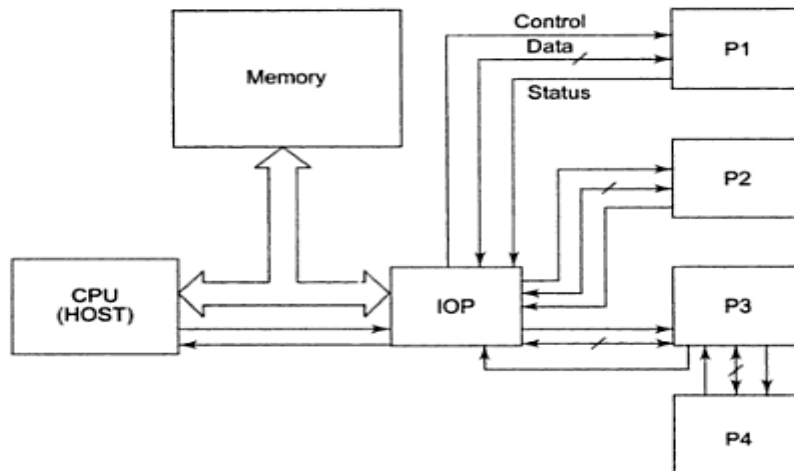 Control
P1
Data
Memory
Status
P2
CPU
(HOST)
IOP
P3
P4